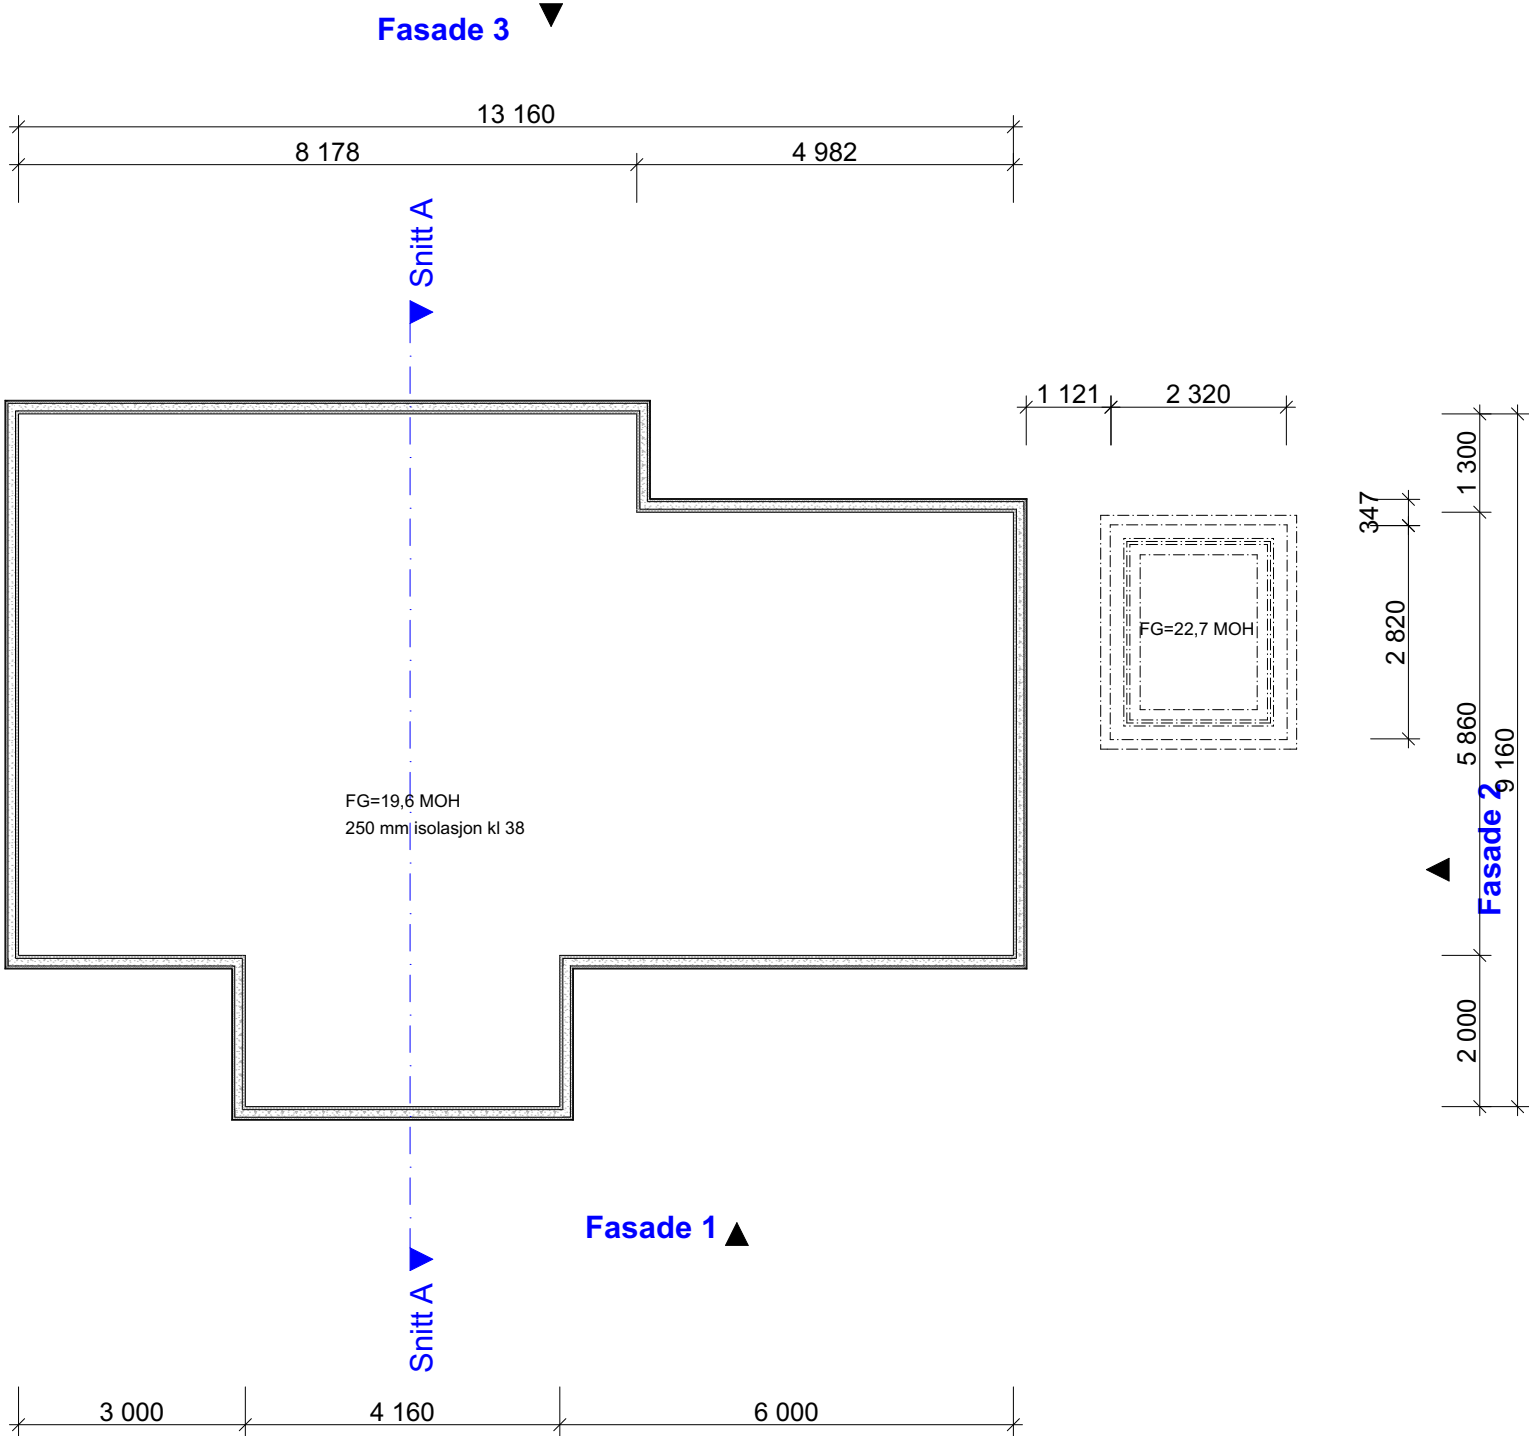 Fasade 3
13 160
8 178
4 982
Snitt A
1 121
2 320
1 300
347
FG=22,7 MOH
2 820
5 860
9 160
FG=19,6 MOH
250 mm isolasjon kl 38
Fasade 2
2 000
Fasade 1
Snitt A
3 000
4 160
6 000